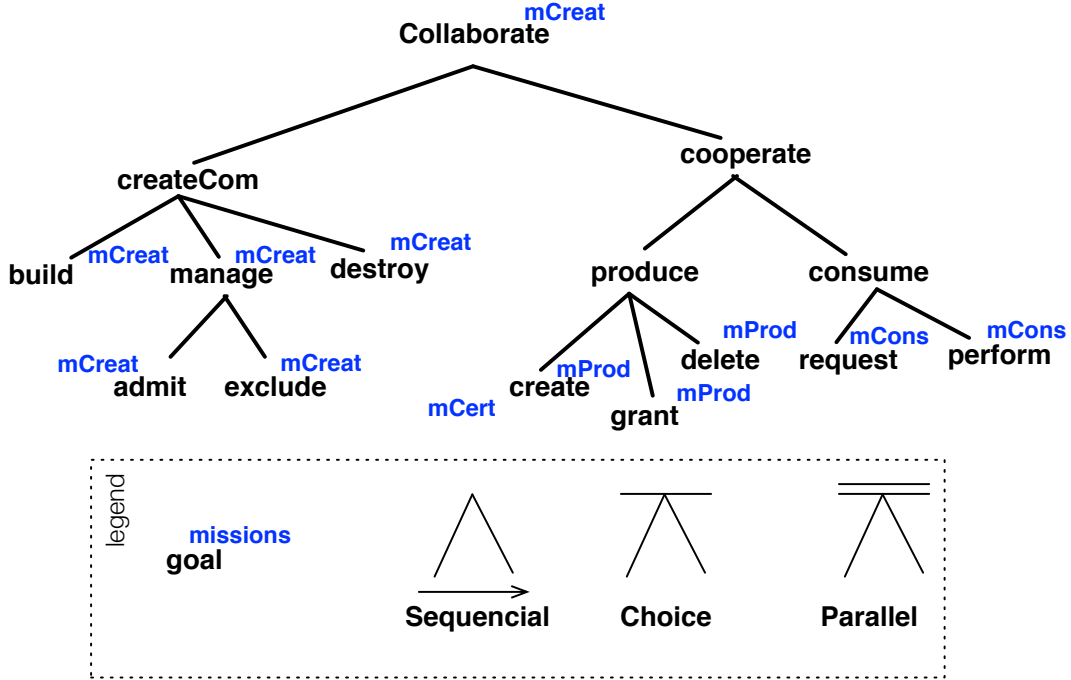 mCreat
Collaborate
cooperate
createCom
mCreat
mCreat
mCreat
build
manage
destroy
produce
consume
mCreat
mCreat
admit
exclude
mProd
mCons
mCons
delete
request
perform
mProd
create
mCert
mProd
grant
legend
missions
goal
Sequencial
Choice
Parallel